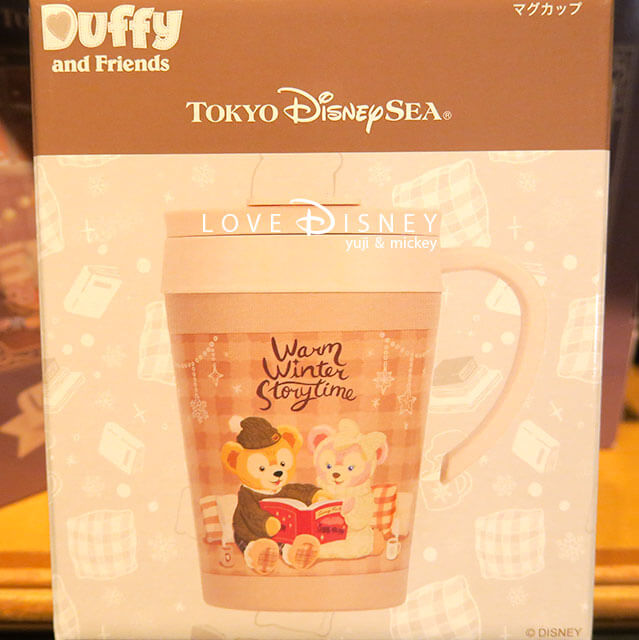 Duffy
and Friends
マグカップ
TOKYO DISNEYSEA®
LOVE DISNEY
yuji & mickey
Warm
Winter
Storytime
© DISNEY